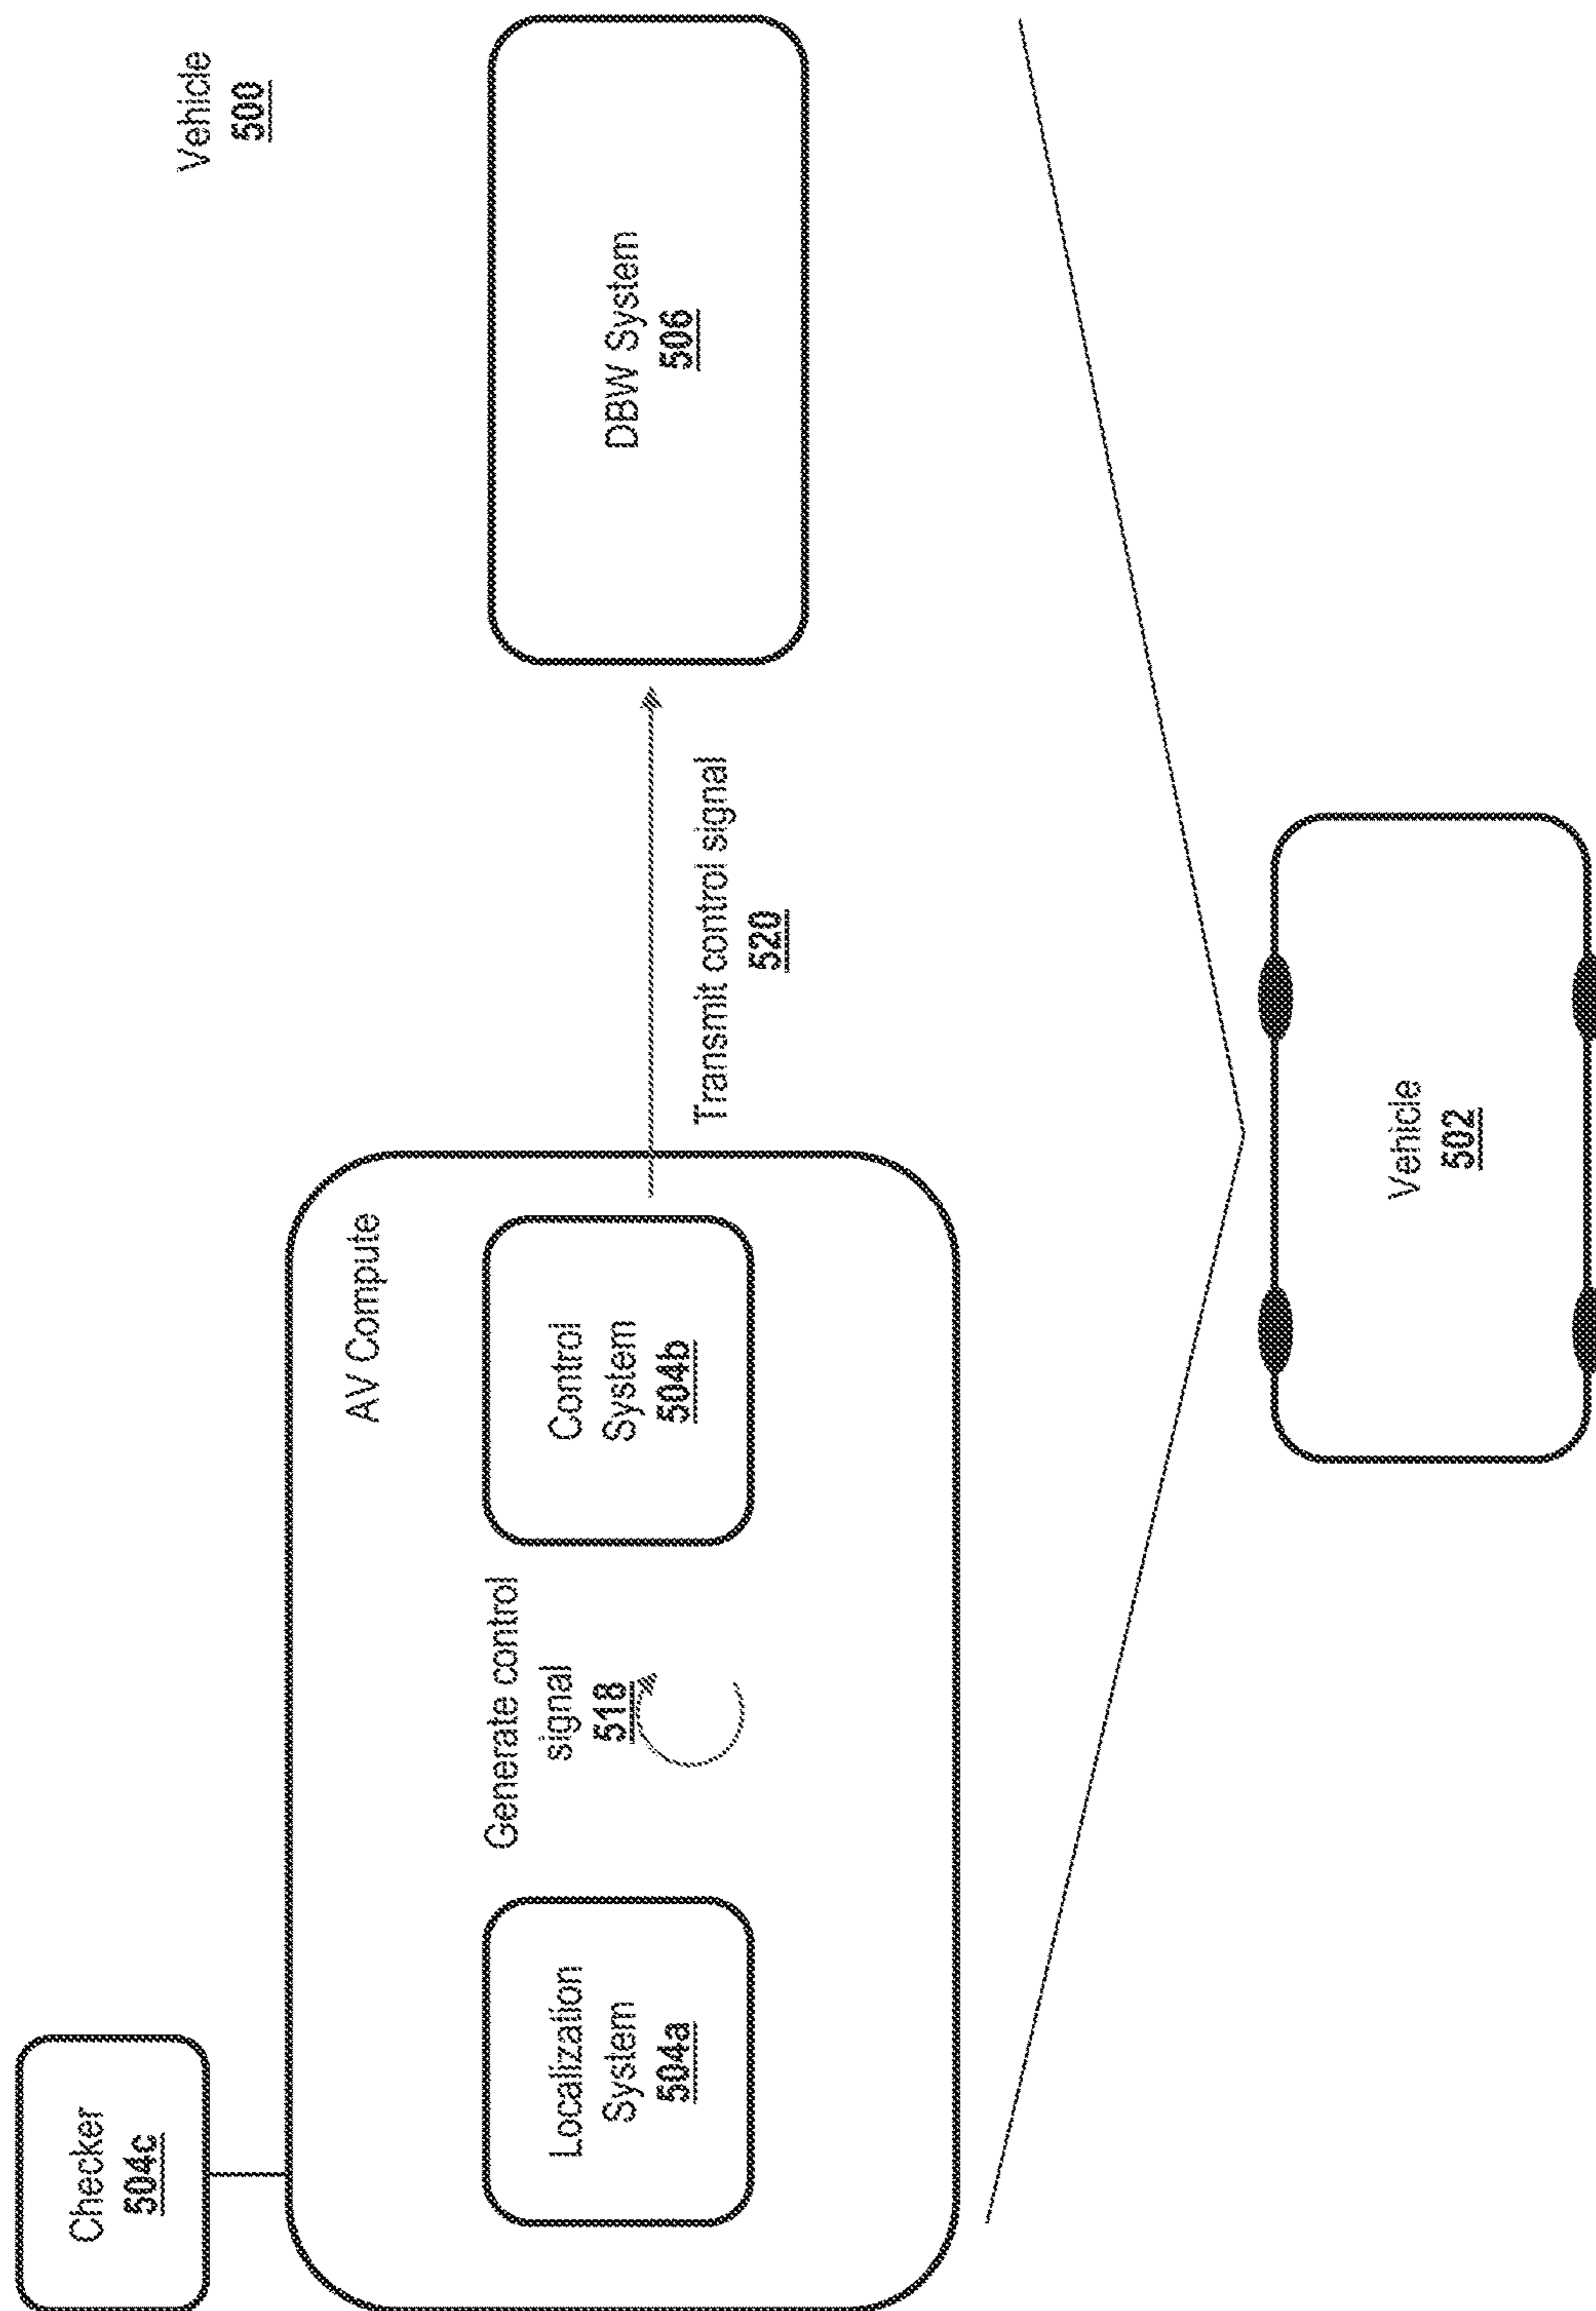 Vehicle
500
Checker
504c
AV Compute
Localization
System
504a
Generate control
signal
518
Control
System
504b
Transmit control signal
520
DBW System
506
Vehicle
502